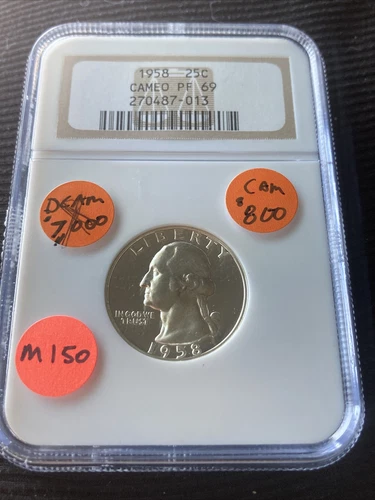 1958 25C
CAMEO PF 69
270487-013
DCAM
$7,000
CAM
$800
LIBERTY
IN GOD WE
TRUST
1958
M150